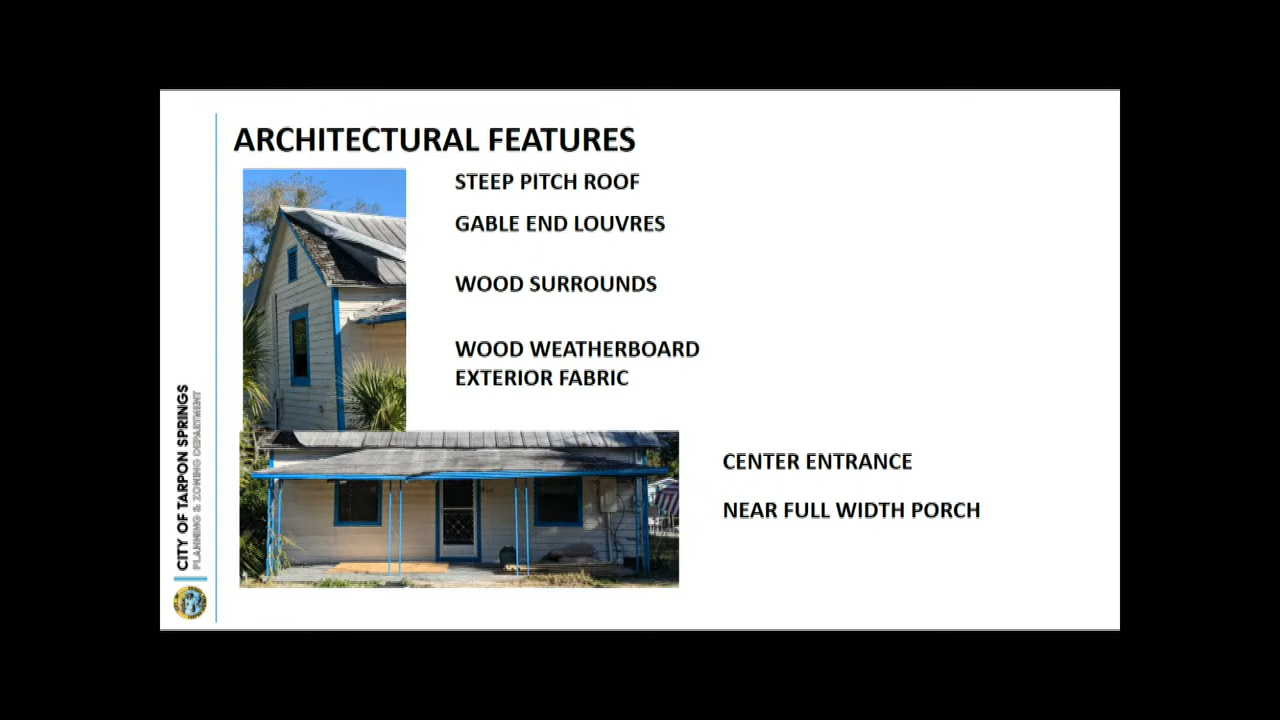 ARCHITECTURAL FEATURES
STEEP PITCH ROOF
GABLE END LOUVRES
WOOD SURROUNDS
WOOD WEATHERBOARD
EXTERIOR FABRIC
CENTER ENTRANCE
NEAR FULL WIDTH PORCH
CITY OF TARPON SPRINGS
PLANNING & ZONING DEPARTMENT